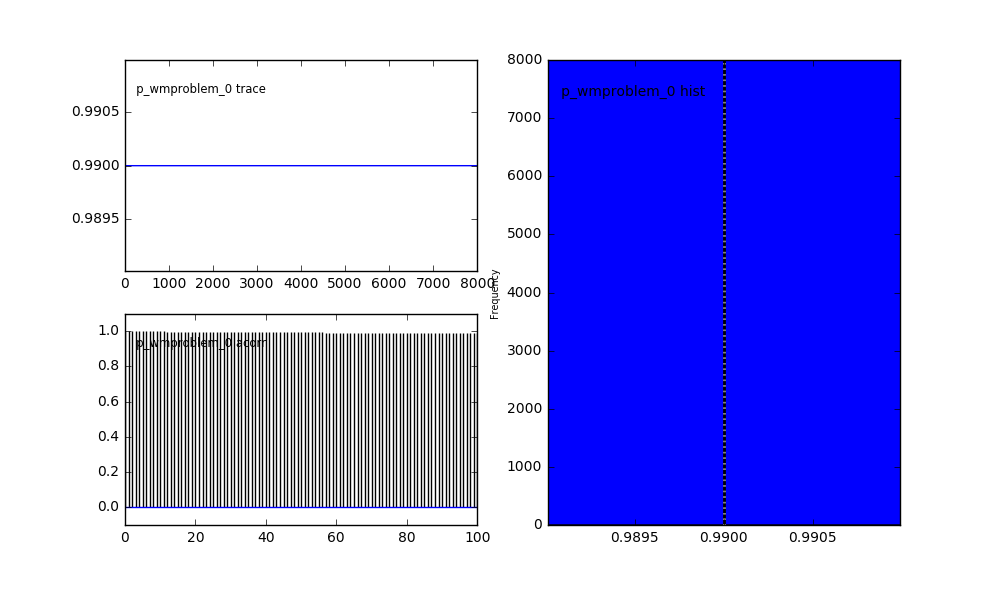 p_wmproblem_0 trace
0.9905
0.9900
0.9895
0 1000 2000 3000 4000 5000 6000 7000 8000
p_wmproblem_0 acorr
1.0
0.8
0.6
0.4
0.2
0.0
0 20 40 60 80 100
Frequency
p_wmproblem_0 hist
8000
7000
6000
5000
4000
3000
2000
1000
0
0.9895 0.9900 0.9905